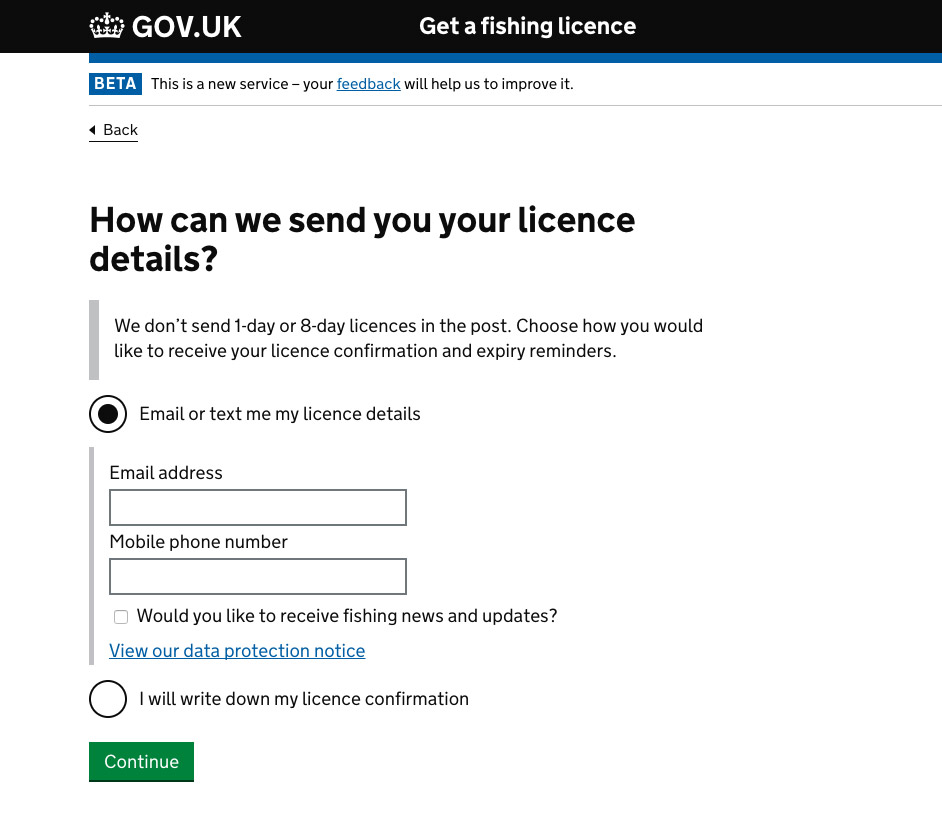 GOV.UK Get a fishing licence
BETA This is a new service – your feedback will help us to improve it.
Back
How can we send you your licence
details?
We don’t send 1-day or 8-day licences in the post. Choose how you would
like to receive your licence confirmation and expiry reminders.
Email or text me my licence details
Email address
Mobile phone number
Would you like to receive fishing news and updates?
View our data protection notice
I will write down my licence confirmation
Continue